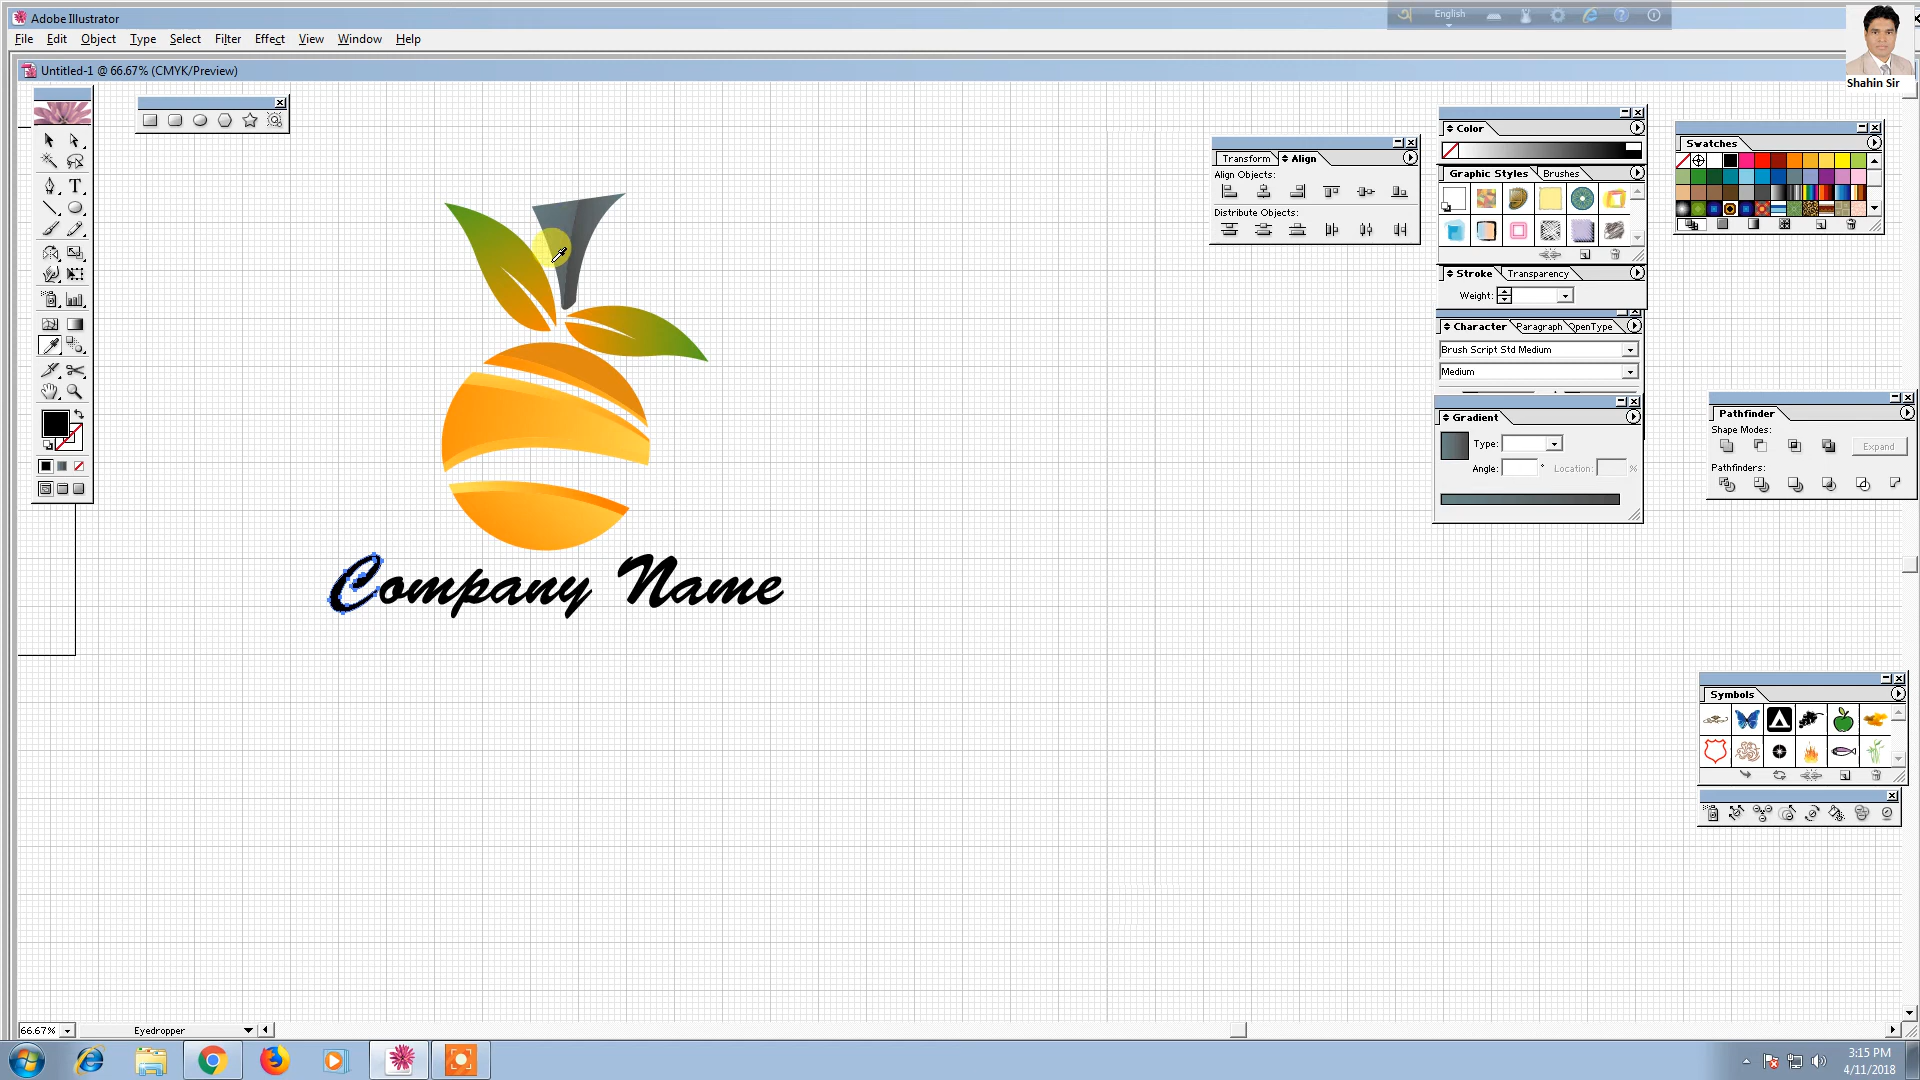 Adobe Illustrator
English
File Edit Object Type Select Filter Effect View Window Help
Untitled-1 @ 66.67% (CMYK/Preview)
Shahin Sir
Color
Swatches
Transform Align
Align Objects:
Distribute Objects:
Graphic Styles Brushes
Stroke Transparency
Weight:
Character Paragraph OpenType
Brush Script Std Medium
Medium
Gradient
Type:
Angle: ° Location: %
Pathfinder
Shape Modes:
Expand
Pathfinders:
Company Name
Symbols
66.67% Eyedropper
3:15 PM
4/11/2018